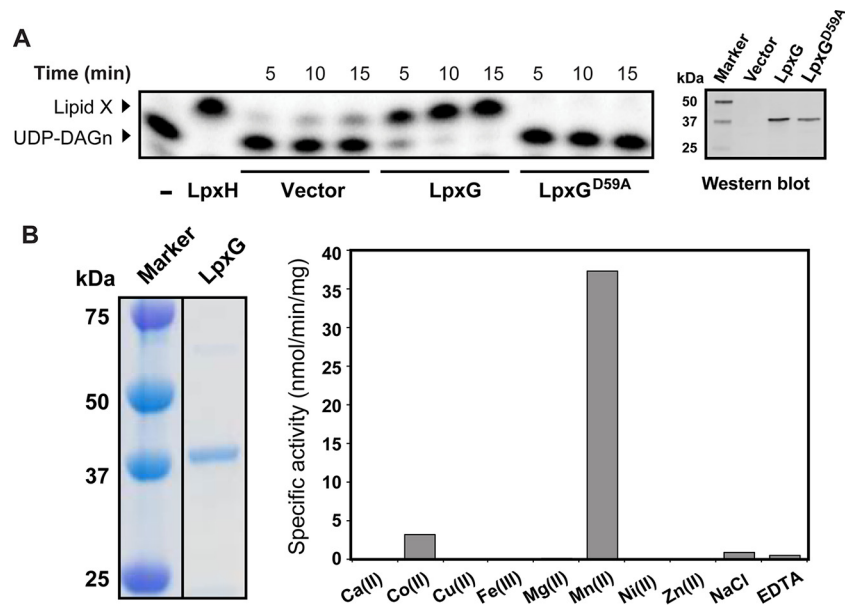 A
Time (min) 5 10 15 5 10 15 5 10 15
Lipid X
UDP-DAGn
– LpxH Vector LpxG LpxG^D59A
Marker Vector LpxG LpxG^D59A
kDa
50
37
25
Western blot
B
kDa Marker LpxG
75
50
37
25
Specific activity (nmol/min/mg)
40
35
30
25
20
15
10
5
0
Ca(II) Co(II) Cu(II) Fe(III) Mg(II) Mn(II) Ni(II) Zn(II) NaCl EDTA